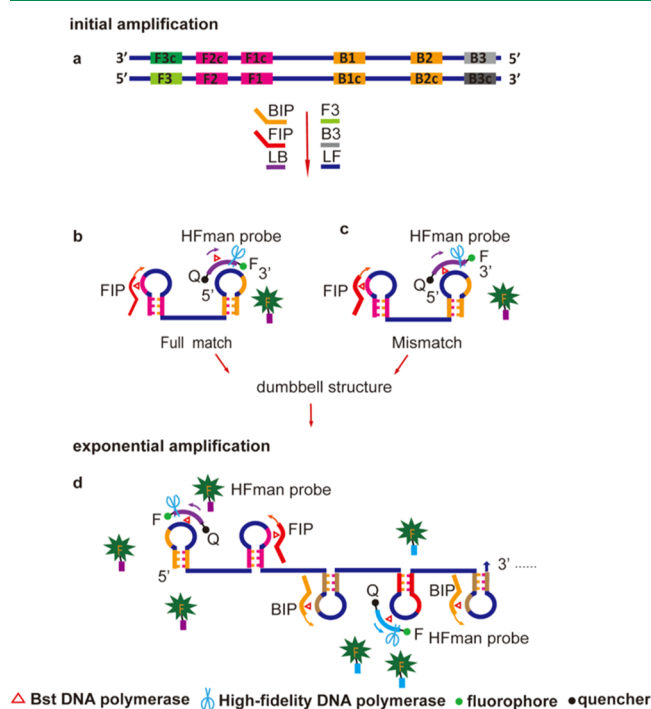 initial amplification
a
3’ F3c F2c F1c B1 B2 B3 5’
5’ F3 F2 F1 B1c B2c B3c 3’
BIP F3
FIP B3
LB LF
b
HFman probe
F
Q
3’
5’
FIP
F
Full match
c
HFman probe
F
Q
3’
5’
FIP
F
Mismatch
dumbbell structure
exponential amplification
d
F
HFman probe
F
Q
FIP
F
F
5’
3’ ......
BIP
Q
BIP
F
HFman probe
F
F
F
Bst DNA polymerase High-fidelity DNA polymerase fluorophore quencher